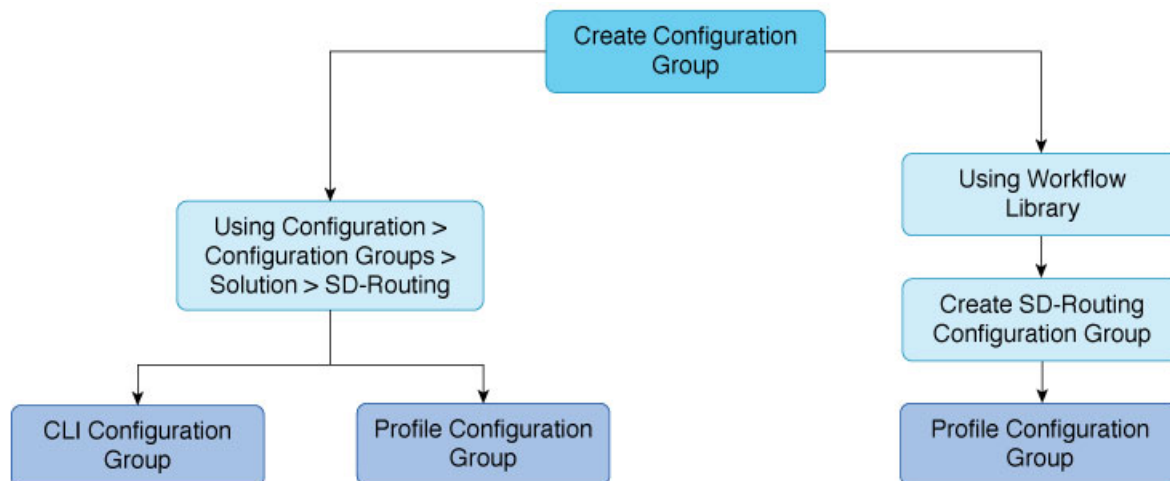 Create Configuration
Group
Using Configuration >
Configuration Groups >
Solution > SD-Routing
Using Workflow
Library
Create SD-Routing
Configuration Group
CLI Configuration
Group
Profile Configuration
Group
Profile Configuration
Group